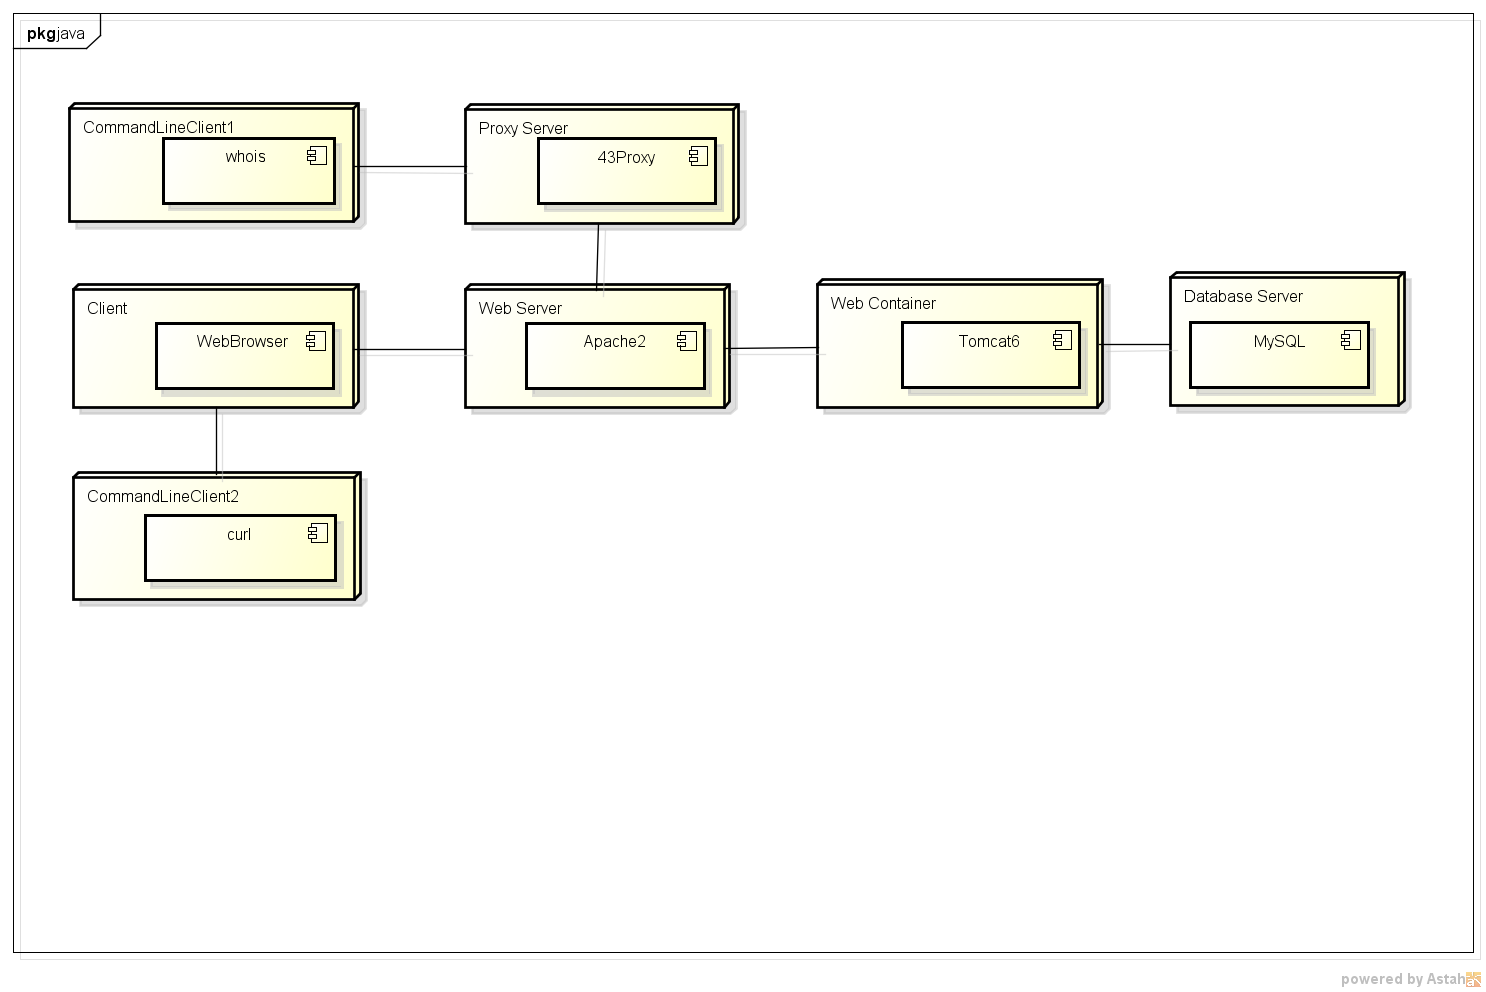 pkgjava
CommandLineClient1
whois
Proxy Server
43Proxy
Client
WebBrowser
Web Server
Apache2
Web Container
Tomcat6
Database Server
MySQL
CommandLineClient2
curl
powered by Astah